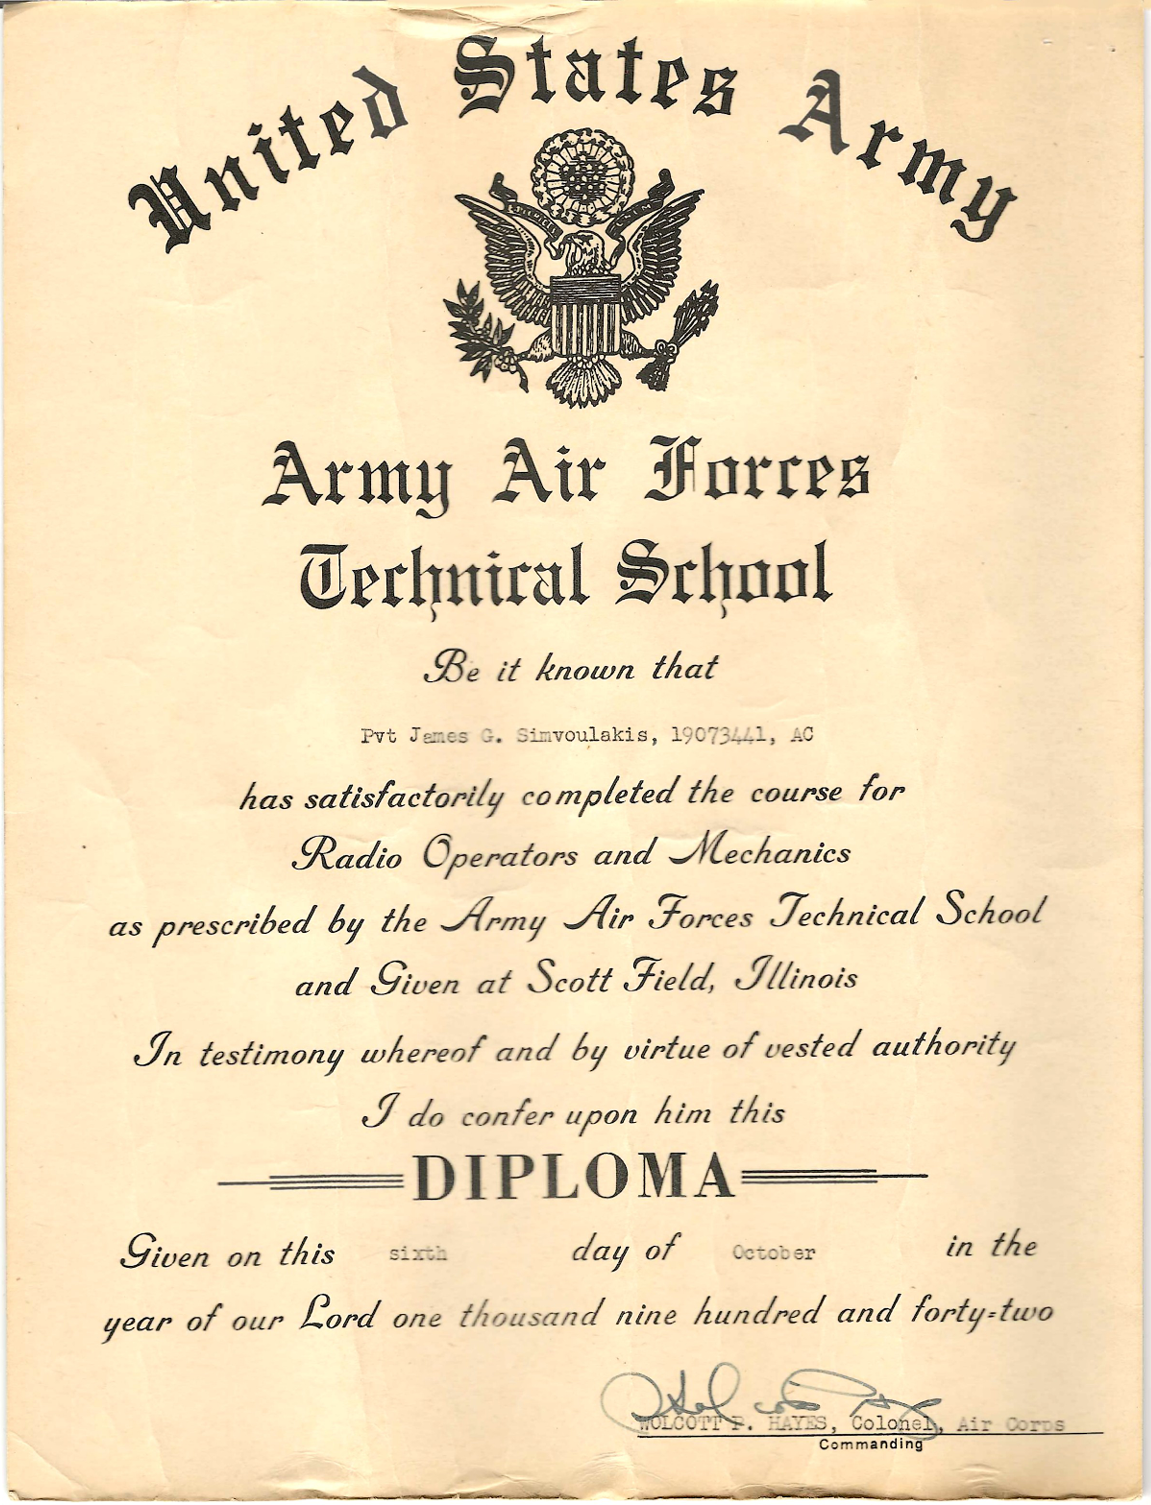 United States Army
Army Air Forces
Technical School
Be it known that
Pvt James G. Simvoulakis, 19073441, AC
has satisfactorily completed the course for
Radio Operators and Mechanics
as prescribed by the Army Air Forces Technical School
and Given at Scott Field, Illinois
In testimony whereof and by virtue of vested authority
I do confer upon him this
DIPLOMA
Given on this sixth day of October in the
year of our Lord one thousand nine hundred and forty=two
WOLCOTT P. HAYES, Colonel, Air Corps
Commanding